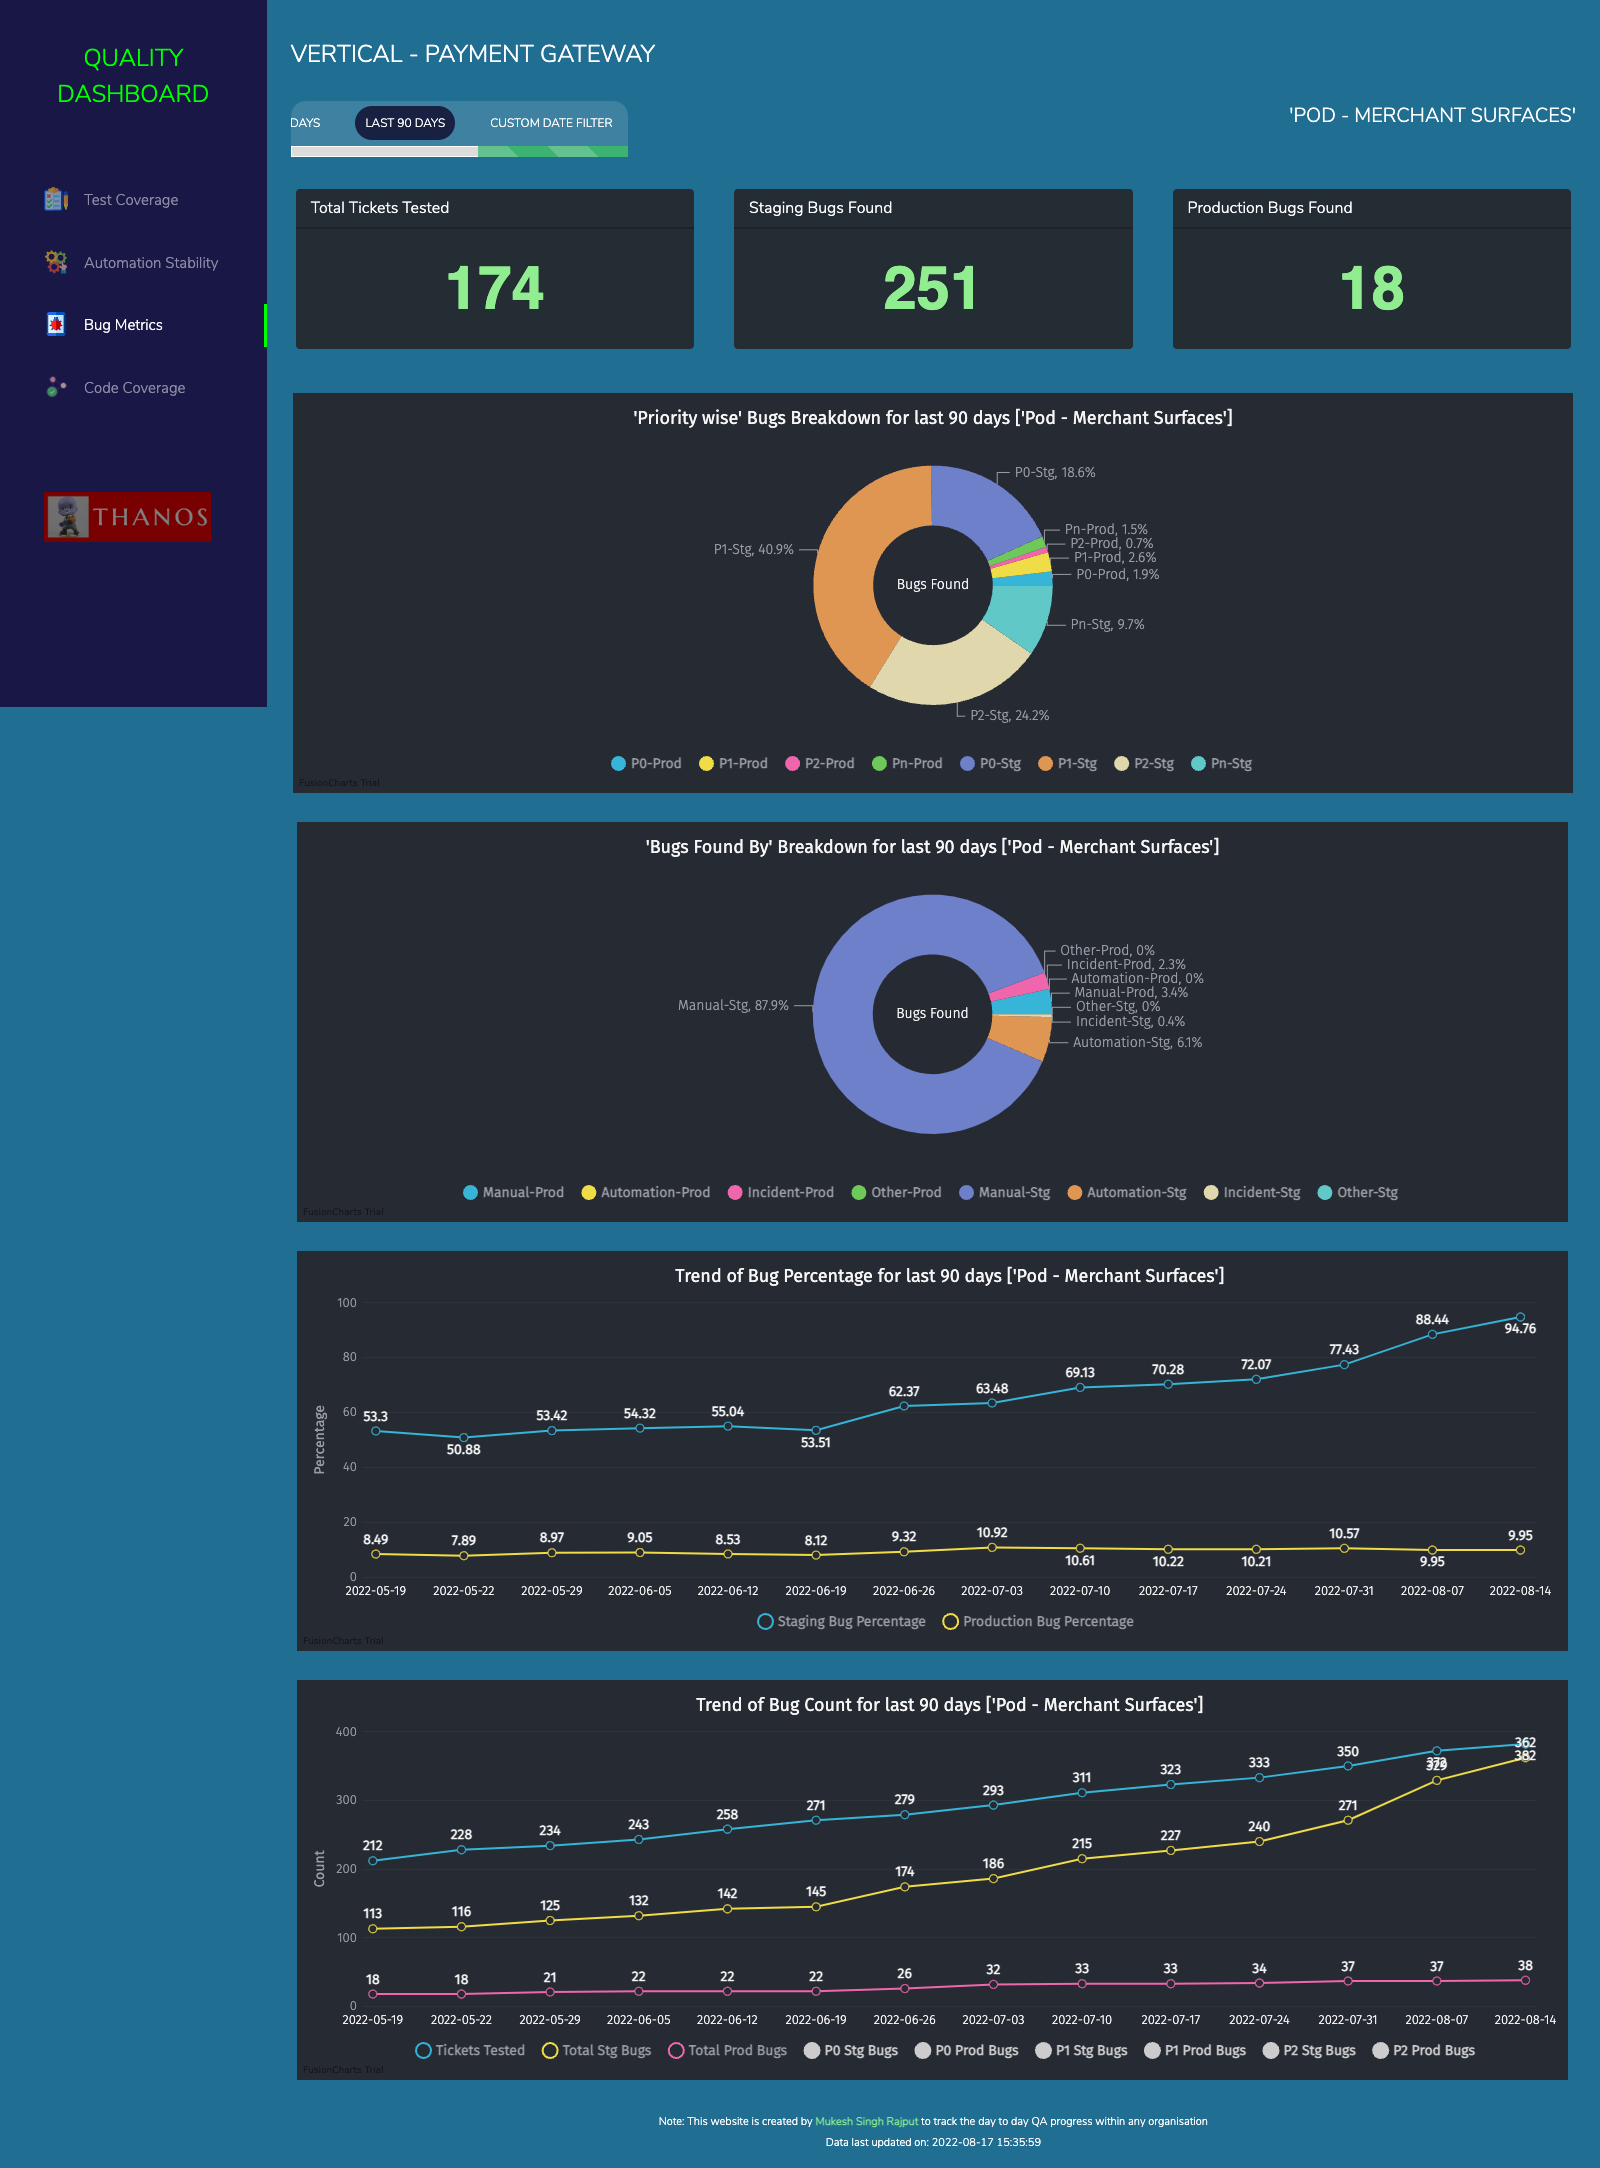 QUALITY
DASHBOARD
Test Coverage
Automation Stability
Bug Metrics
Code Coverage
THANOS
VERTICAL - PAYMENT GATEWAY
DAYS LAST 90 DAYS CUSTOM DATE FILTER
'POD - MERCHANT SURFACES'
Total Tickets Tested
174
Staging Bugs Found
251
Production Bugs Found
18
'Priority wise' Bugs Breakdown for last 90 days ['Pod - Merchant Surfaces']
P0-Stg, 18.6%
Pn-Prod, 1.5%
P2-Prod, 0.7%
P1-Prod, 2.6%
P0-Prod, 1.9%
Pn-Stg, 9.7%
P2-Stg, 24.2%
P1-Stg, 40.9%
Bugs Found
P0-Prod P1-Prod P2-Prod Pn-Prod P0-Stg P1-Stg P2-Stg Pn-Stg
FusionCharts Trial
'Bugs Found By' Breakdown for last 90 days ['Pod - Merchant Surfaces']
Other-Prod, 0%
Incident-Prod, 2.3%
Automation-Prod, 0%
Manual-Prod, 3.4%
Other-Stg, 0%
Incident-Stg, 0.4%
Automation-Stg, 6.1%
Manual-Stg, 87.9%
Bugs Found
Manual-Prod Automation-Prod Incident-Prod Other-Prod Manual-Stg Automation-Stg Incident-Stg Other-Stg
FusionCharts Trial
Trend of Bug Percentage for last 90 days ['Pod - Merchant Surfaces']
Percentage
100
80
60
40
20
0
53.3 50.88 53.42 54.32 55.04 53.51 62.37 63.48 69.13 70.28 72.07 77.43 88.44 94.76
8.49 7.89 8.97 9.05 8.53 8.12 9.32 10.92 10.61 10.22 10.21 10.57 9.95 9.95
2022-05-19 2022-05-22 2022-05-29 2022-06-05 2022-06-12 2022-06-19 2022-06-26 2022-07-03 2022-07-10 2022-07-17 2022-07-24 2022-07-31 2022-08-07 2022-08-14
Staging Bug Percentage Production Bug Percentage
FusionCharts Trial
Trend of Bug Count for last 90 days ['Pod - Merchant Surfaces']
Count
400
300
200
100
0
212 228 234 243 258 271 279 293 311 323 333 350 372 382
113 116 125 132 142 145 174 186 215 227 240 271 329 362
18 18 21 22 22 22 26 32 33 33 34 37 37 38
2022-05-19 2022-05-22 2022-05-29 2022-06-05 2022-06-12 2022-06-19 2022-06-26 2022-07-03 2022-07-10 2022-07-17 2022-07-24 2022-07-31 2022-08-07 2022-08-14
Tickets Tested Total Stg Bugs Total Prod Bugs P0 Stg Bugs P0 Prod Bugs P1 Stg Bugs P1 Prod Bugs P2 Stg Bugs P2 Prod Bugs
FusionCharts Trial
Note: This website is created by Mukesh Singh Rajput to track the day to day QA progress within any organisation
Data last updated on: 2022-08-17 15:35:59